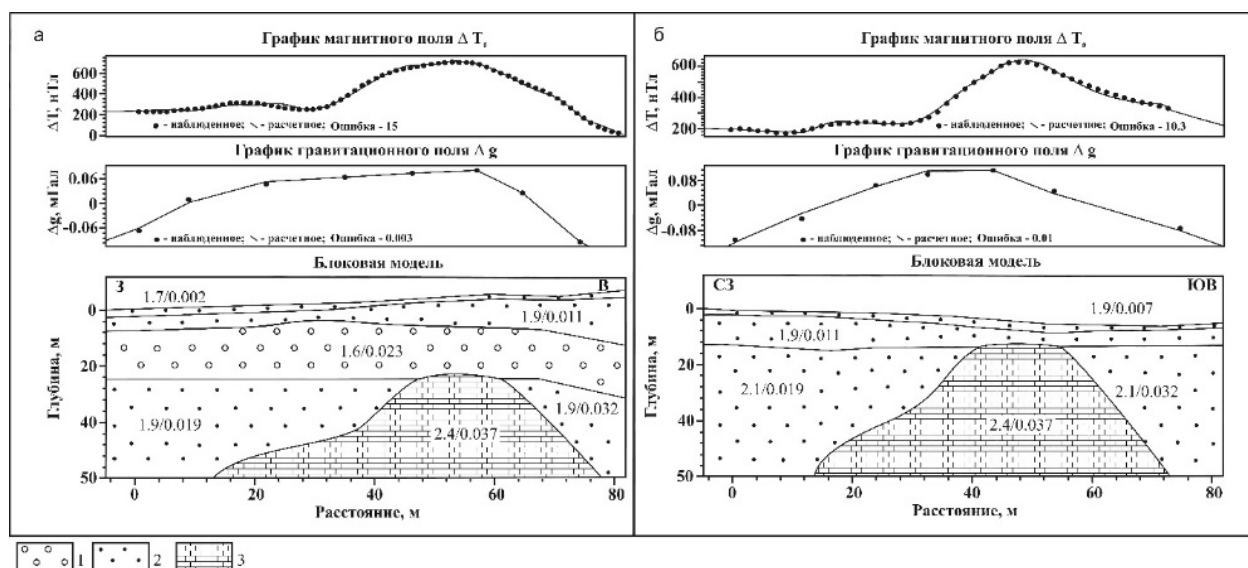 а
График магнитного поля Δ Tₐ
ΔT, нТл
600
400
200
0
● - наблюденное; \ - расчетное; Ошибка - 15
График гравитационного поля Δ g
Δg, мГал
0.06
0
-0.06
● - наблюденное; \ - расчетное; Ошибка - 0.003
Блоковая модель
З
В
1.7/0.002
1.9/0.011
1.6/0.023
1.9/0.019
1.9/0.032
2.4/0.037
Глубина, м
0
20
40
50
0 20 40 60 80
Расстояние, м
б
График магнитного поля Δ Tₐ
ΔT, нТл
600
400
200
● - наблюденное; \ - расчетное; Ошибка - 10.3
График гравитационного поля Δ g
Δg, мГал
0.08
0
-0.08
● - наблюденное; \ - расчетное; Ошибка - 0.01
Блоковая модель
СЗ
ЮВ
1.9/0.007
1.9/0.011
2.1/0.019
2.1/0.032
2.4/0.037
Глубина, м
0
20
40
50
0 20 40 60 80
Расстояние, м
1 2 3